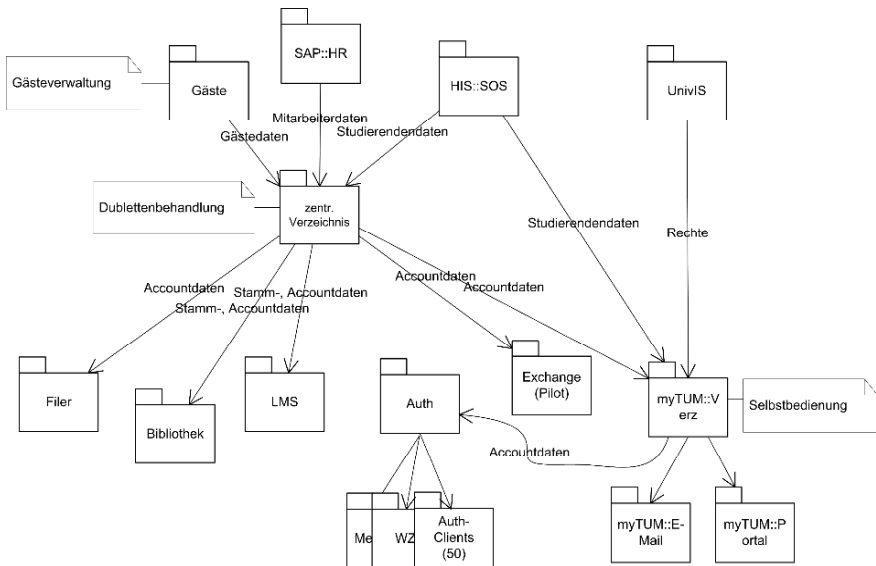 SAP::HR
Gästeverwaltung
Gäste
HIS::SOS
UnivIS
Mitarbeiterdaten
Gästedaten
Studierendendaten
Dublettenbehandlung
zentr.
Verzeichnis
Studierendendaten
Rechte
Accountdaten
Stamm-, Accountdaten
Stamm-, Accountdaten
Accountdaten
Accountdaten
Filer
Bibliothek
LMS
Auth
Exchange
(Pilot)
myTUM::V
erz
Selbstbedienung
Accountdaten
Me
WZ
Auth-
Clients
(50)
myTUM::E-
Mail
myTUM::P
ortal